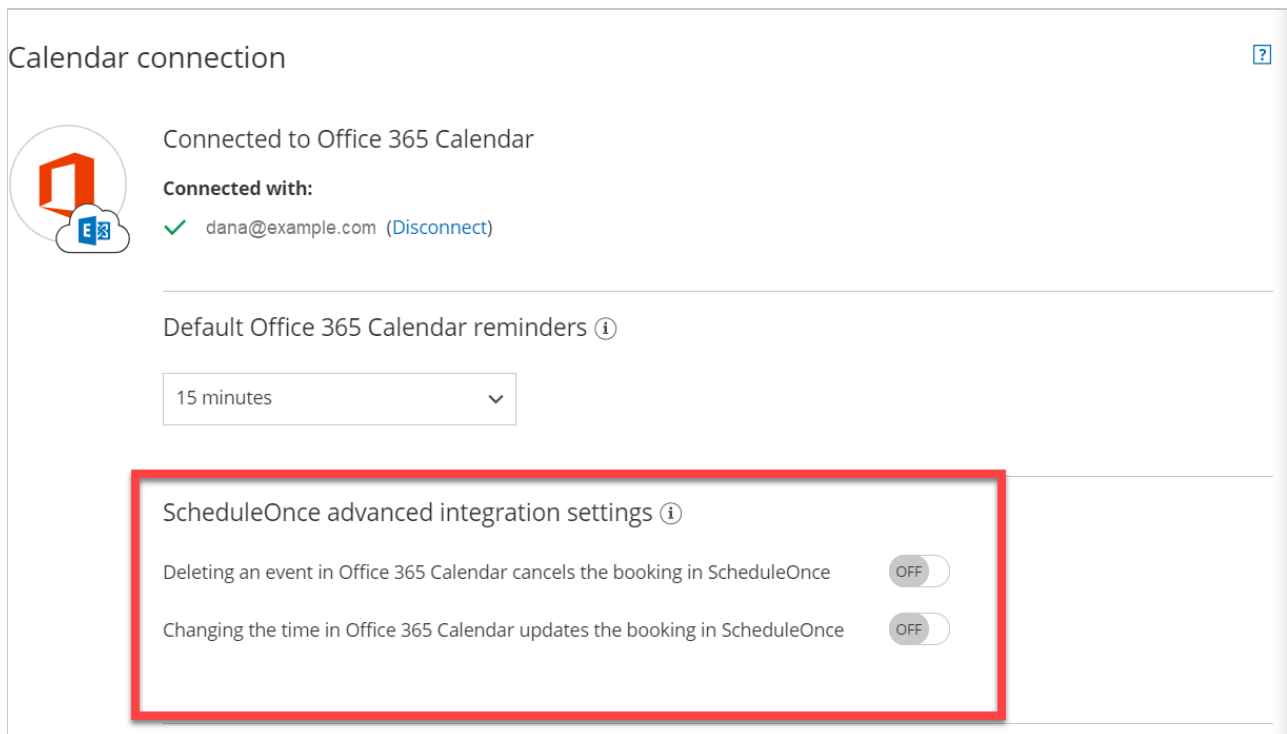 Calendar connection
?
Connected to Office 365 Calendar
Connected with:
dana@example.com (Disconnect)
E
Default Office 365 Calendar reminders i
15 minutes
ScheduleOnce advanced integration settings i
Deleting an event in Office 365 Calendar cancels the booking in ScheduleOnce OFF
Changing the time in Office 365 Calendar updates the booking in ScheduleOnce OFF